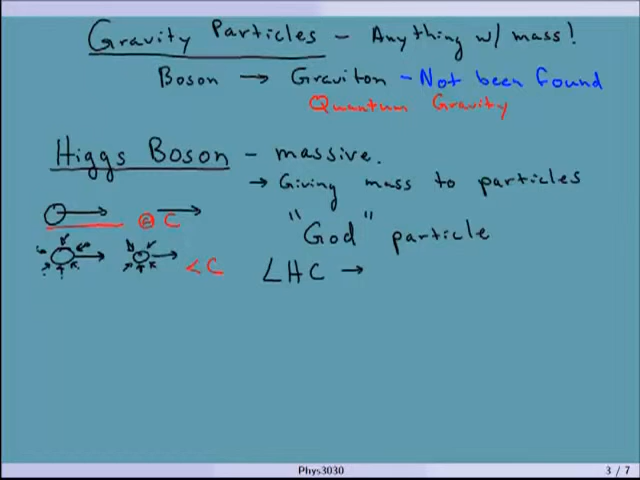 Gravity Particles - Anything w/ mass!
Boson → Graviton - Not been found
Quantum Gravity
Higgs Boson - massive.
→ Giving mass to particles
@ C
"God" particle
< C
LHC →
Phys3030
3 / 7